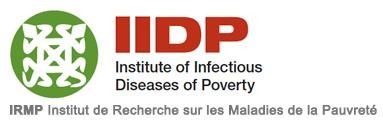 IIDP
Institute of Infectious
Diseases of Poverty
IRMP Institut de Recherche sur les Maladies de la Pauvreté